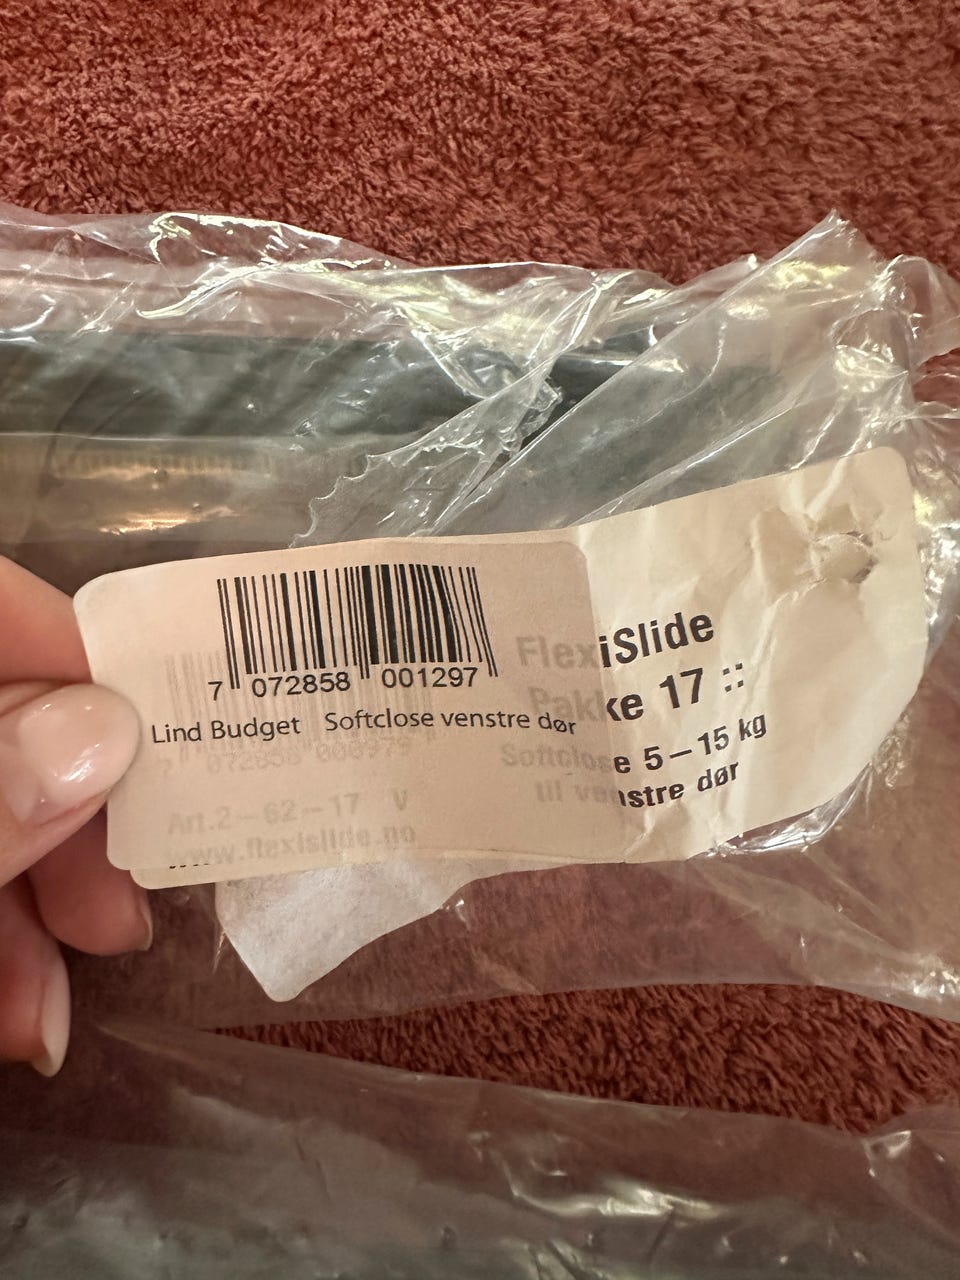 7 072858 001297
Lind Budget Softclose venstre dør
FlexiSlide
Pakke 17 ::
Softclose 5-15 kg
til venstre dør
Art.2-62-17 V
www.flexislide.no